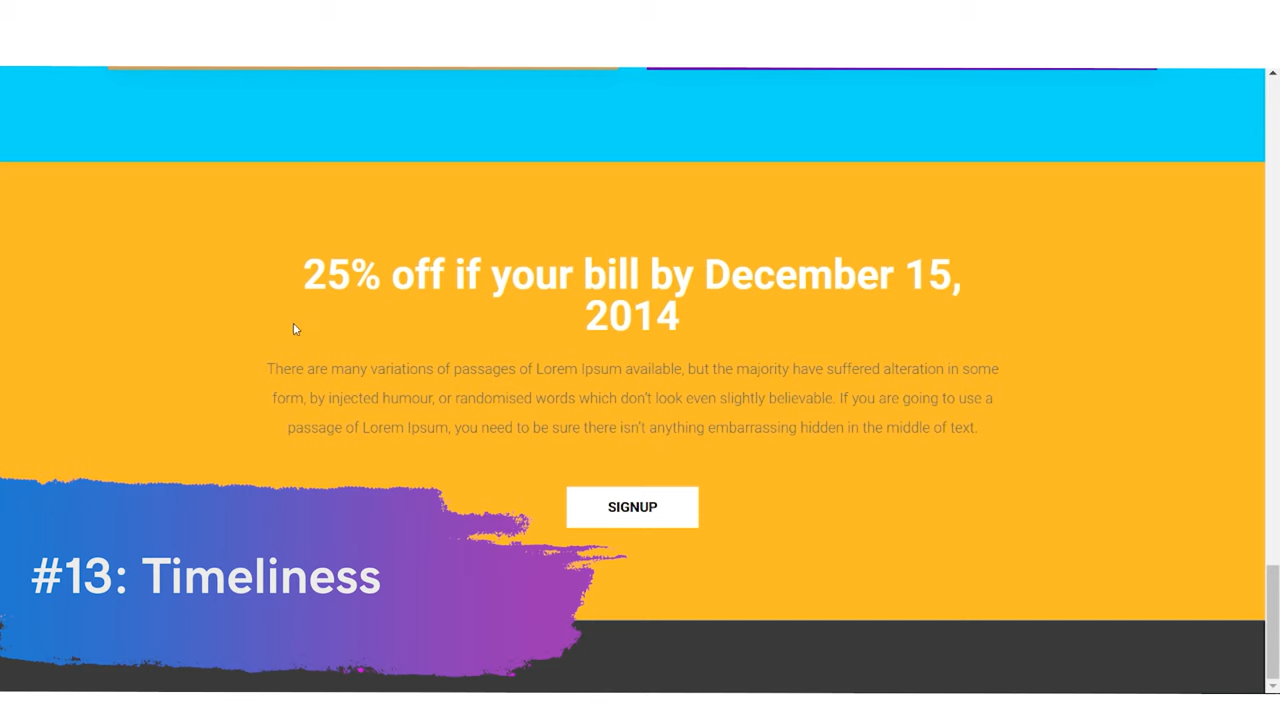 25% off if your bill by December 15,
2014
There are many variations of passages of Lorem Ipsum available, but the majority have suffered alteration in some
form, by injected humour, or randomised words which don't look even slightly believable. If you are going to use a
passage of Lorem Ipsum, you need to be sure there isn't anything embarrassing hidden in the middle of text.
SIGNUP
#13: Timeliness